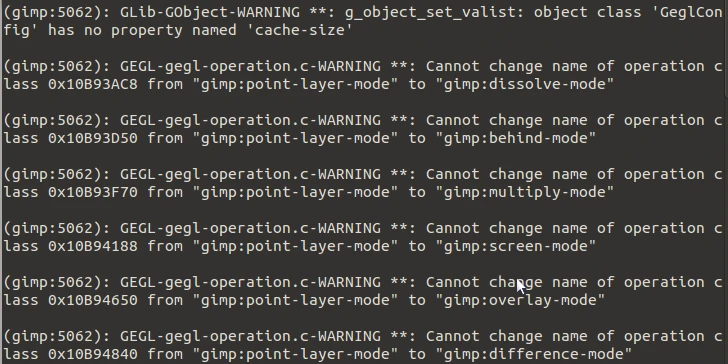 (gimp:5062): GLib-GObject-WARNING **: g_object_set_valist: object class 'GeglCon
fig' has no property named 'cache-size'
(gimp:5062): GEGL-gegl-operation.c-WARNING **: Cannot change name of operation c
lass 0x10B93AC8 from "gimp:point-layer-mode" to "gimp:dissolve-mode"
(gimp:5062): GEGL-gegl-operation.c-WARNING **: Cannot change name of operation c
lass 0x10B93D50 from "gimp:point-layer-mode" to "gimp:behind-mode"
(gimp:5062): GEGL-gegl-operation.c-WARNING **: Cannot change name of operation c
lass 0x10B93F70 from "gimp:point-layer-mode" to "gimp:multiply-mode"
(gimp:5062): GEGL-gegl-operation.c-WARNING **: Cannot change name of operation c
lass 0x10B94188 from "gimp:point-layer-mode" to "gimp:screen-mode"
(gimp:5062): GEGL-gegl-operation.c-WARNING **: Cannot change name of operation c
lass 0x10B94650 from "gimp:point-layer-mode" to "gimp:overlay-mode"
(gimp:5062): GEGL-gegl-operation.c-WARNING **: Cannot change name of operation c
lass 0x10B94840 from "gimp:point-layer-mode" to "gimp:difference-mode"